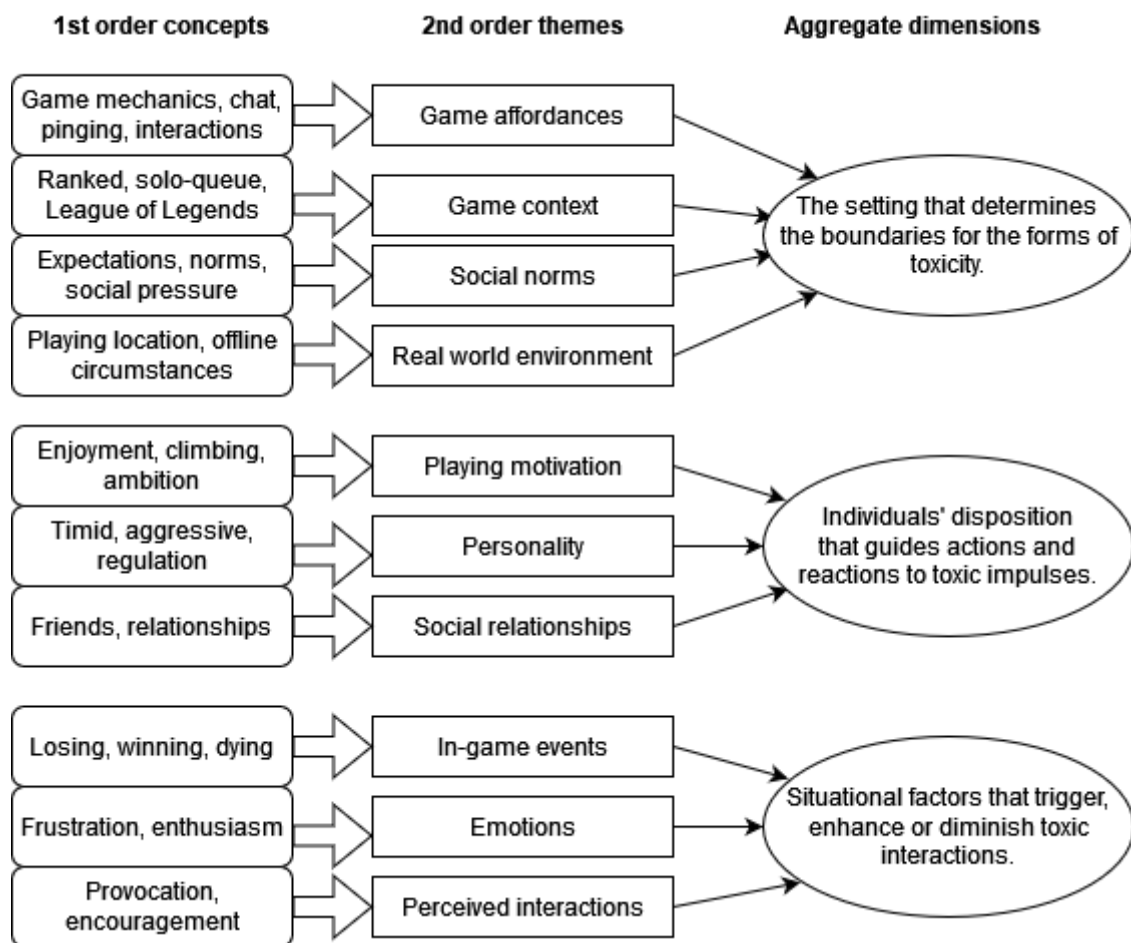 1st order concepts
2nd order themes
Aggregate dimensions
Game mechanics, chat,
pinging, interactions
Game affordances
Ranked, solo-queue,
League of Legends
Game context
Expectations, norms,
social pressure
Social norms
Playing location, offline
circumstances
Real world environment
The setting that determines
the boundaries for the forms of
toxicity.
Enjoyment, climbing,
ambition
Playing motivation
Timid, aggressive,
regulation
Personality
Friends, relationships
Social relationships
Individuals' disposition
that guides actions and
reactions to toxic impulses.
Losing, winning, dying
In-game events
Frustration, enthusiasm
Emotions
Provocation,
encouragement
Perceived interactions
Situational factors that trigger,
enhance or diminish toxic
interactions.